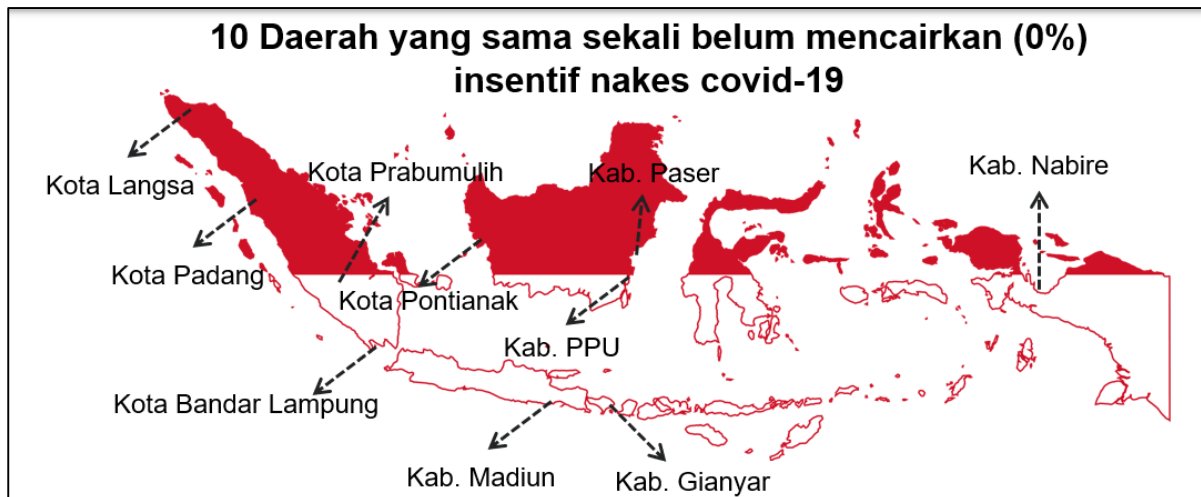 10 Daerah yang sama sekali belum mencairkan (0%)
insentif nakes covid-19
Kota Langsa
Kota Prabumulih
Kab. Paser
Kab. Nabire
Kota Padang
Kota Pontianak
Kab. PPU
Kota Bandar Lampung
Kab. Madiun
Kab. Gianyar